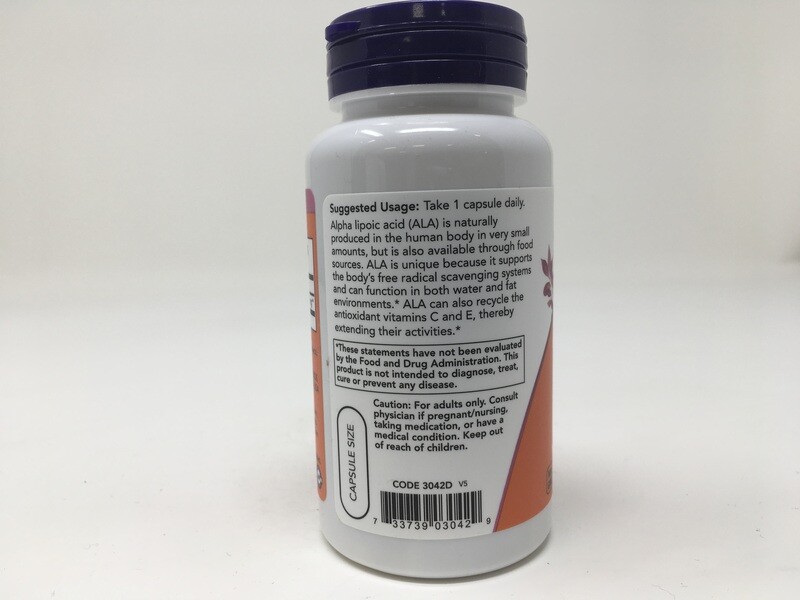 Suggested Usage: Take 1 capsule daily.
Alpha lipoic acid (ALA) is naturally
produced in the human body in very small
amounts, but is also available through food
sources. ALA is unique because it supports
the body's free radical scavenging systems
and can function in both water and fat
environments.* ALA can also recycle the
antioxidant vitamins C and E, thereby
extending their activities.*
*These statements have not been evaluated
by the Food and Drug Administration. This
product is not intended to diagnose, treat,
cure or prevent any disease.
Caution: For adults only. Consult
physician if pregnant/nursing,
taking medication, or have a
medical condition. Keep out
of reach of children.
CAPSULE SIZE
CODE 3042D V5
7 33739 03042 9